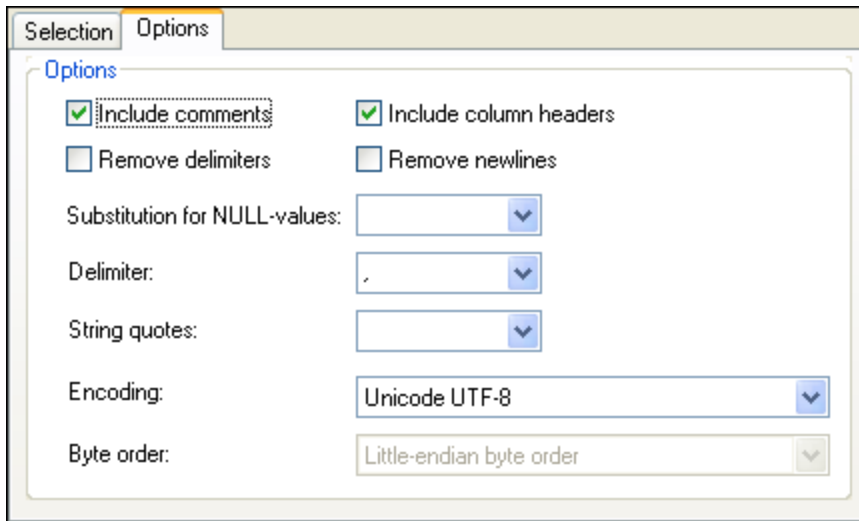 Selection Options
Options
Include comments Include column headers
Remove delimiters Remove newlines
Substitution for NULL-values:
Delimiter: ,
String quotes:
Encoding: Unicode UTF-8
Byte order: Little-endian byte order